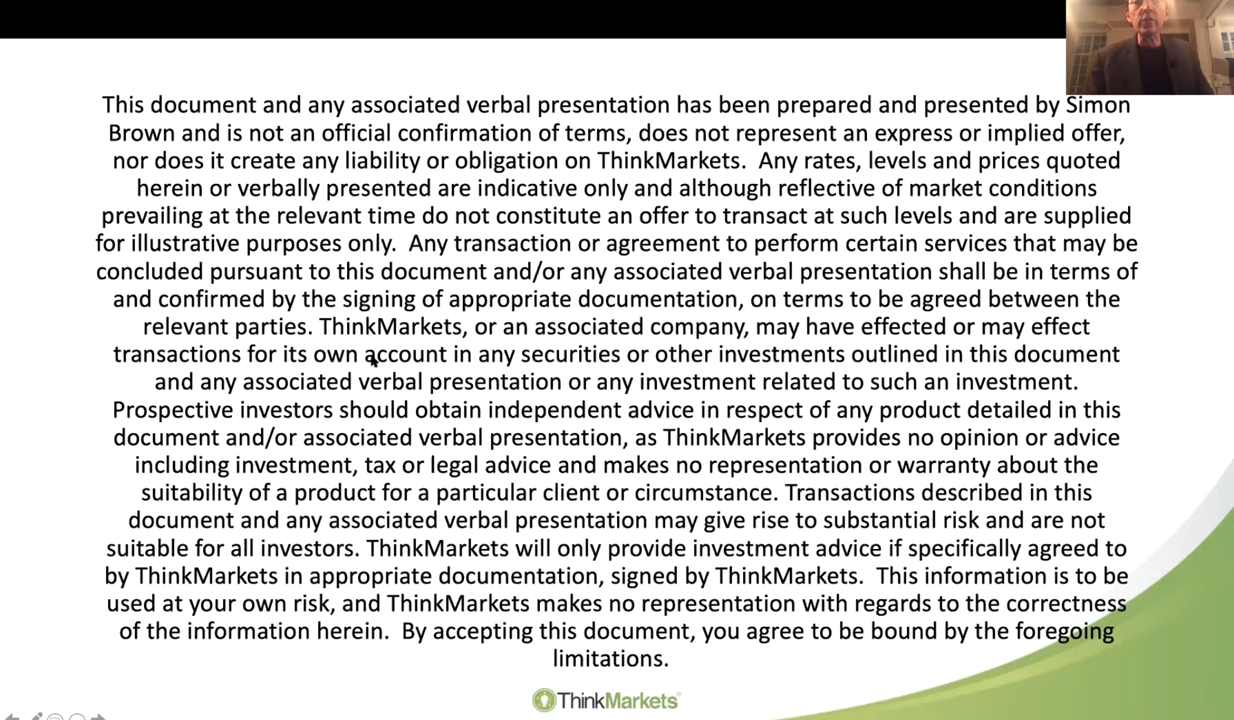 This document and any associated verbal presentation has been prepared and presented by Simon
Brown and is not an official confirmation of terms, does not represent an express or implied offer,
nor does it create any liability or obligation on ThinkMarkets.  Any rates, levels and prices quoted
herein or verbally presented are indicative only and although reflective of market conditions
prevailing at the relevant time do not constitute an offer to transact at such levels and are supplied
for illustrative purposes only.  Any transaction or agreement to perform certain services that may be
concluded pursuant to this document and/or any associated verbal presentation shall be in terms of
and confirmed by the signing of appropriate documentation, on terms to be agreed between the
relevant parties. ThinkMarkets, or an associated company, may have effected or may effect
transactions for its own account in any securities or other investments outlined in this document
and any associated verbal presentation or any investment related to such an investment.
Prospective investors should obtain independent advice in respect of any product detailed in this
document and/or associated verbal presentation, as ThinkMarkets provides no opinion or advice
including investment, tax or legal advice and makes no representation or warranty about the
suitability of a product for a particular client or circumstance. Transactions described in this
document and any associated verbal presentation may give rise to substantial risk and are not
suitable for all investors. ThinkMarkets will only provide investment advice if specifically agreed to
by ThinkMarkets in appropriate documentation, signed by ThinkMarkets.  This information is to be
used at your own risk, and ThinkMarkets makes no representation with regards to the correctness
of the information herein.  By accepting this document, you agree to be bound by the foregoing
limitations.
ThinkMarkets